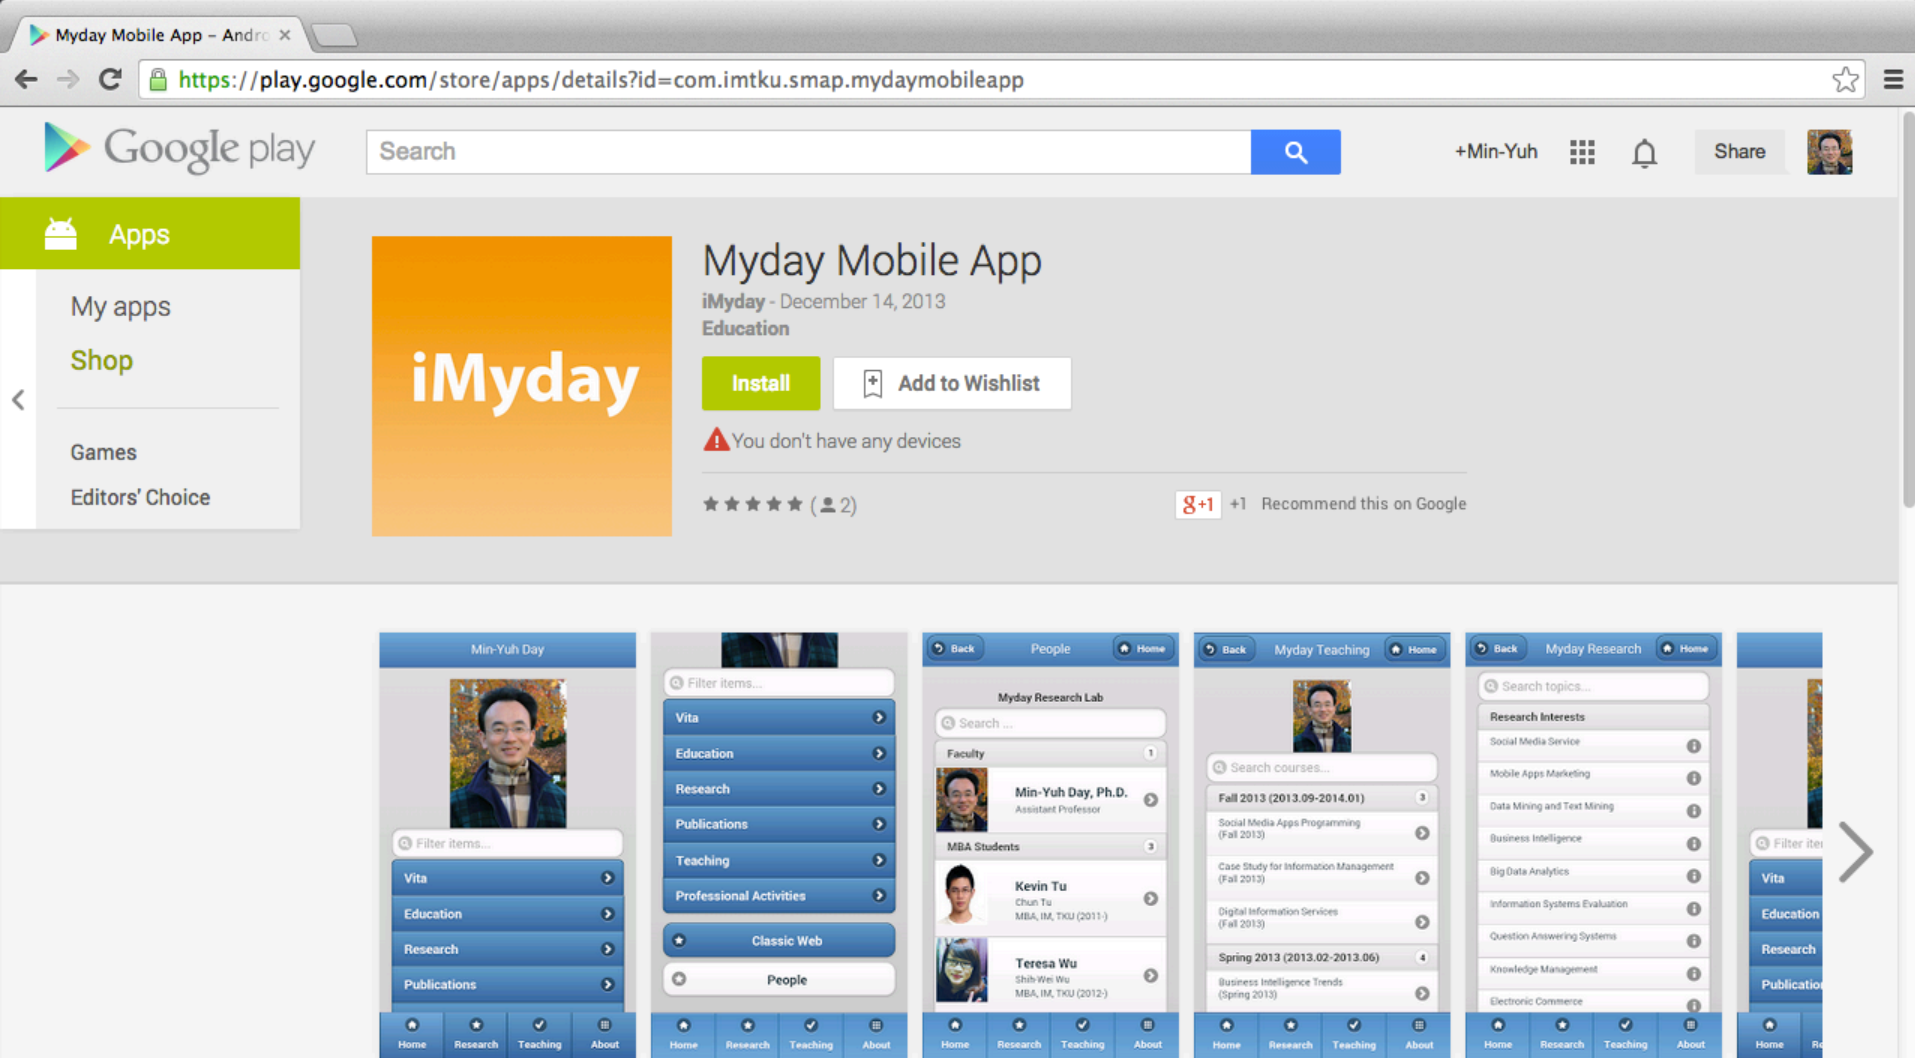 Myday Mobile App – Andro
https://play.google.com/store/apps/details?id=com.imtku.smap.mydaymobileapp
Google play
Search
+Min-Yuh
Share
Apps
My apps
Shop
Games
Editors' Choice
iMyday
Myday Mobile App
iMyday - December 14, 2013
Education
Install
Add to Wishlist
You don't have any devices
(2)
g+1 +1 Recommend this on Google
Min-Yuh Day
Filter items...
Vita
Education
Research
Publications
Home Research Teaching About
Filter items...
Vita
Education
Research
Publications
Teaching
Professional Activities
Classic Web
People
Home Research Teaching About
Back People Home
Myday Research Lab
Search ...
Faculty 1
Min-Yuh Day, Ph.D.
Assistant Professor
MBA Students 3
Kevin Tu
Chun Tu
MBA, IM, TKU (2011-)
Teresa Wu
Shih-Wei Wu
MBA, IM, TKU (2012-)
Home Research Teaching About
Back Myday Teaching Home
Search courses...
Fall 2013 (2013.09-2014.01) 3
Social Media Apps Programming
(Fall 2013)
Case Study for Information Management
(Fall 2013)
Digital Information Services
(Fall 2013)
Spring 2013 (2013.02-2013.06) 4
Business Intelligence Trends
(Spring 2013)
Home Research Teaching About
Back Myday Research Home
Search topics...
Research Interests
Social Media Service
Mobile Apps Marketing
Data Mining and Text Mining
Business Intelligence
Big Data Analytics
Information Systems Evaluation
Question Answering Systems
Knowledge Management
Electronic Commerce
Home Research Teaching About
Filter ite
Vita
Education
Research
Publicatio
Home Re